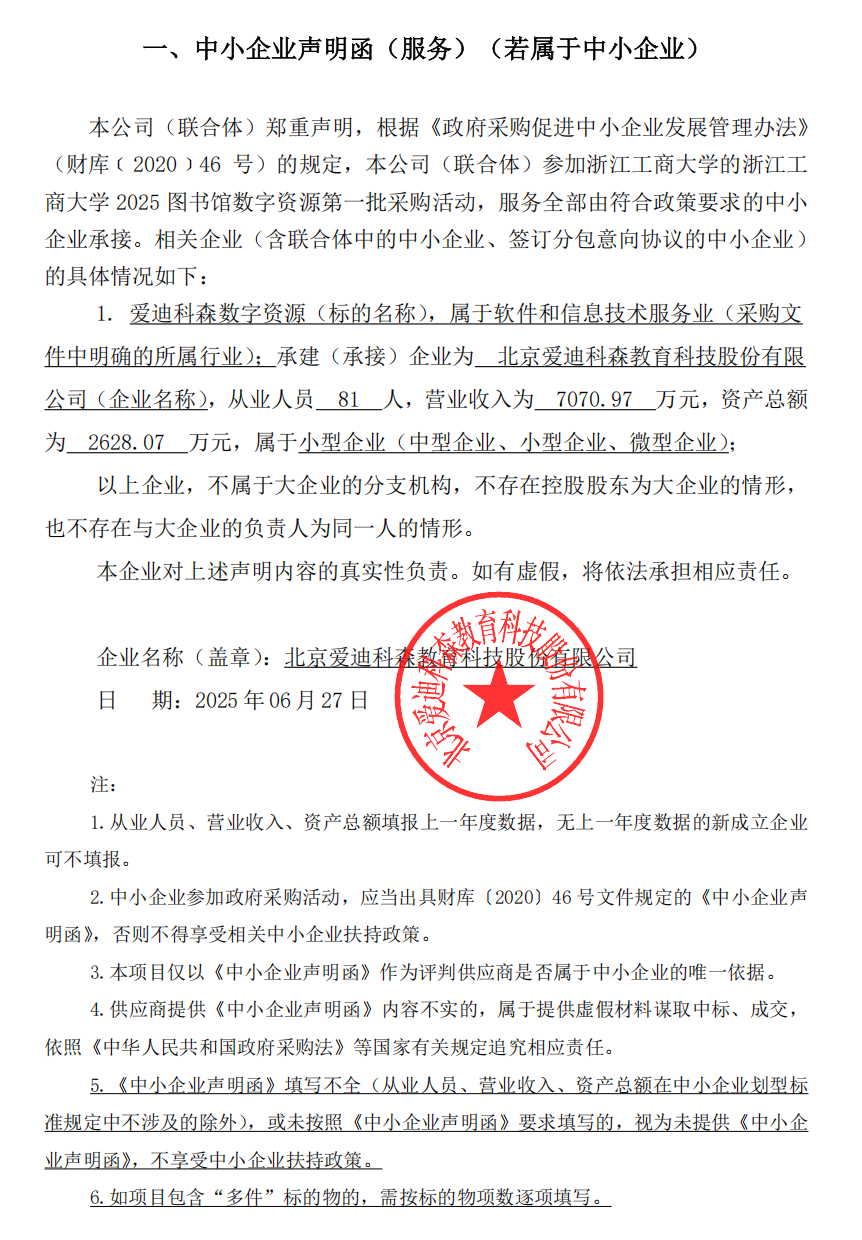 一、中小企业声明函（服务）（若属于中小企业）
本公司（联合体）郑重声明，根据《政府采购促进中小企业发展管理办法》
（财库﹝2020﹞46 号）的规定，本公司（联合体）参加浙江工商大学的浙江工
商大学 2025 图书馆数字资源第一批采购活动，服务全部由符合政策要求的中小
企业承接。相关企业（含联合体中的中小企业、签订分包意向协议的中小企业）
的具体情况如下：
1. 爱迪科森数字资源（标的名称），属于软件和信息技术服务业（采购文
件中明确的所属行业）；承建（承接）企业为 北京爱迪科森教育科技股份有限
公司（企业名称），从业人员 81 人，营业收入为 7070.97 万元，资产总额
为 2628.07 万元，属于小型企业（中型企业、小型企业、微型企业）；
以上企业，不属于大企业的分支机构，不存在控股股东为大企业的情形，
也不存在与大企业的负责人为同一人的情形。
本企业对上述声明内容的真实性负责。如有虚假，将依法承担相应责任。
企业名称（盖章）：北京爱迪科森教育科技股份有限公司
日 期：2025 年 06 月 27 日
北京爱迪科森教育科技股份有限公司
注：
1.从业人员、营业收入、资产总额填报上一年度数据，无上一年度数据的新成立企业
可不填报。
2.中小企业参加政府采购活动，应当出具财库〔2020〕46 号文件规定的《中小企业声
明函》，否则不得享受相关中小企业扶持政策。
3.本项目仅以《中小企业声明函》作为评判供应商是否属于中小企业的唯一依据。
4.供应商提供《中小企业声明函》内容不实的，属于提供虚假材料谋取中标、成交，
依照《中华人民共和国政府采购法》等国家有关规定追究相应责任。
5.《中小企业声明函》填写不全（从业人员、营业收入、资产总额在中小企业划型标
准规定中不涉及的除外），或未按照《中小企业声明函》要求填写的，视为未提供《中小企
业声明函》，不享受中小企业扶持政策。
6.如项目包含“多件”标的物的，需按标的物项数逐项填写。